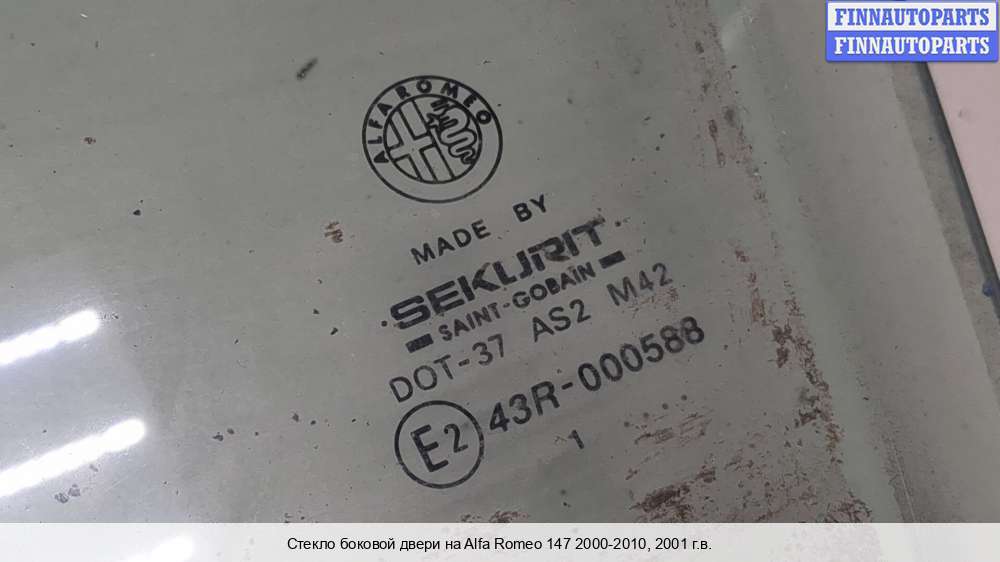 FINNAUTOPARTS
FINNAUTOPARTS
ALFA ROMEO
MADE BY
SEKURIT
SAINT-GOBAIN
DOT-37 AS2 M42
E2 43R-000588
1
Стекло боковой двери на Alfa Romeo 147 2000-2010, 2001 г.в.